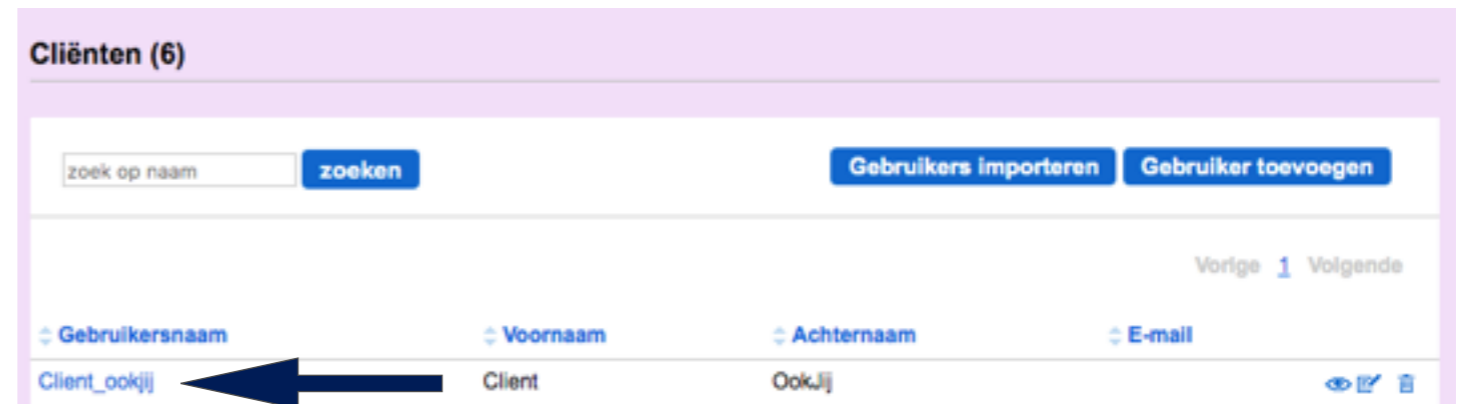 Cliënten (6)
zoek op naam zoeken Gebruikers importeren Gebruiker toevoegen
Vorige 1 Volgende
Gebruikersnaam Voornaam Achternaam E-mail
Client_ookjij Client OokJij